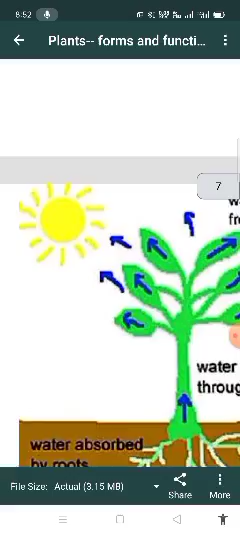 8:52
Plants-- forms and functi...
7
w
fre
water
throug
water absorbed
by roots
File Size: Actual (3.15 MB)
Share
More